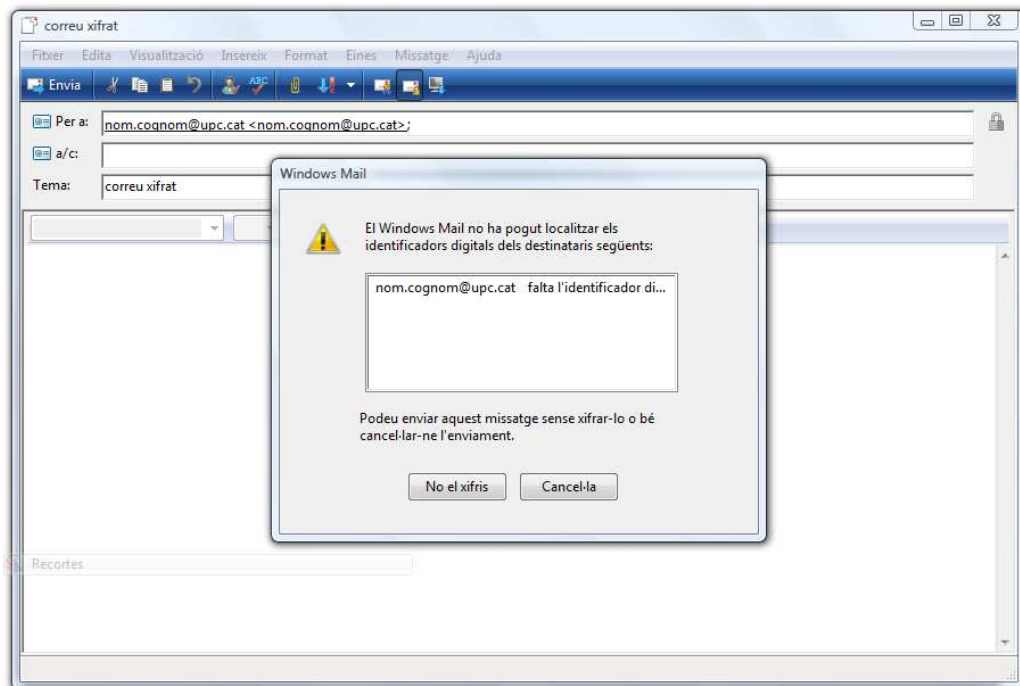 correu xifrat
Fitxer Edita Visualització Insereix Format Eines Missatge Ajuda
Envia ABC
Per a: nom.cognom@upc.cat <nom.cognom@upc.cat>;
a/c:
Tema: correu xifrat
Windows Mail
El Windows Mail no ha pogut localitzar els
identificadors digitals dels destinataris següents:
nom.cognom@upc.cat falta l'identificador di...
Podeu enviar aquest missatge sense xifrar-lo o bé
cancel·lar-ne l'enviament.
No el xifris Cancel·la
Recortes